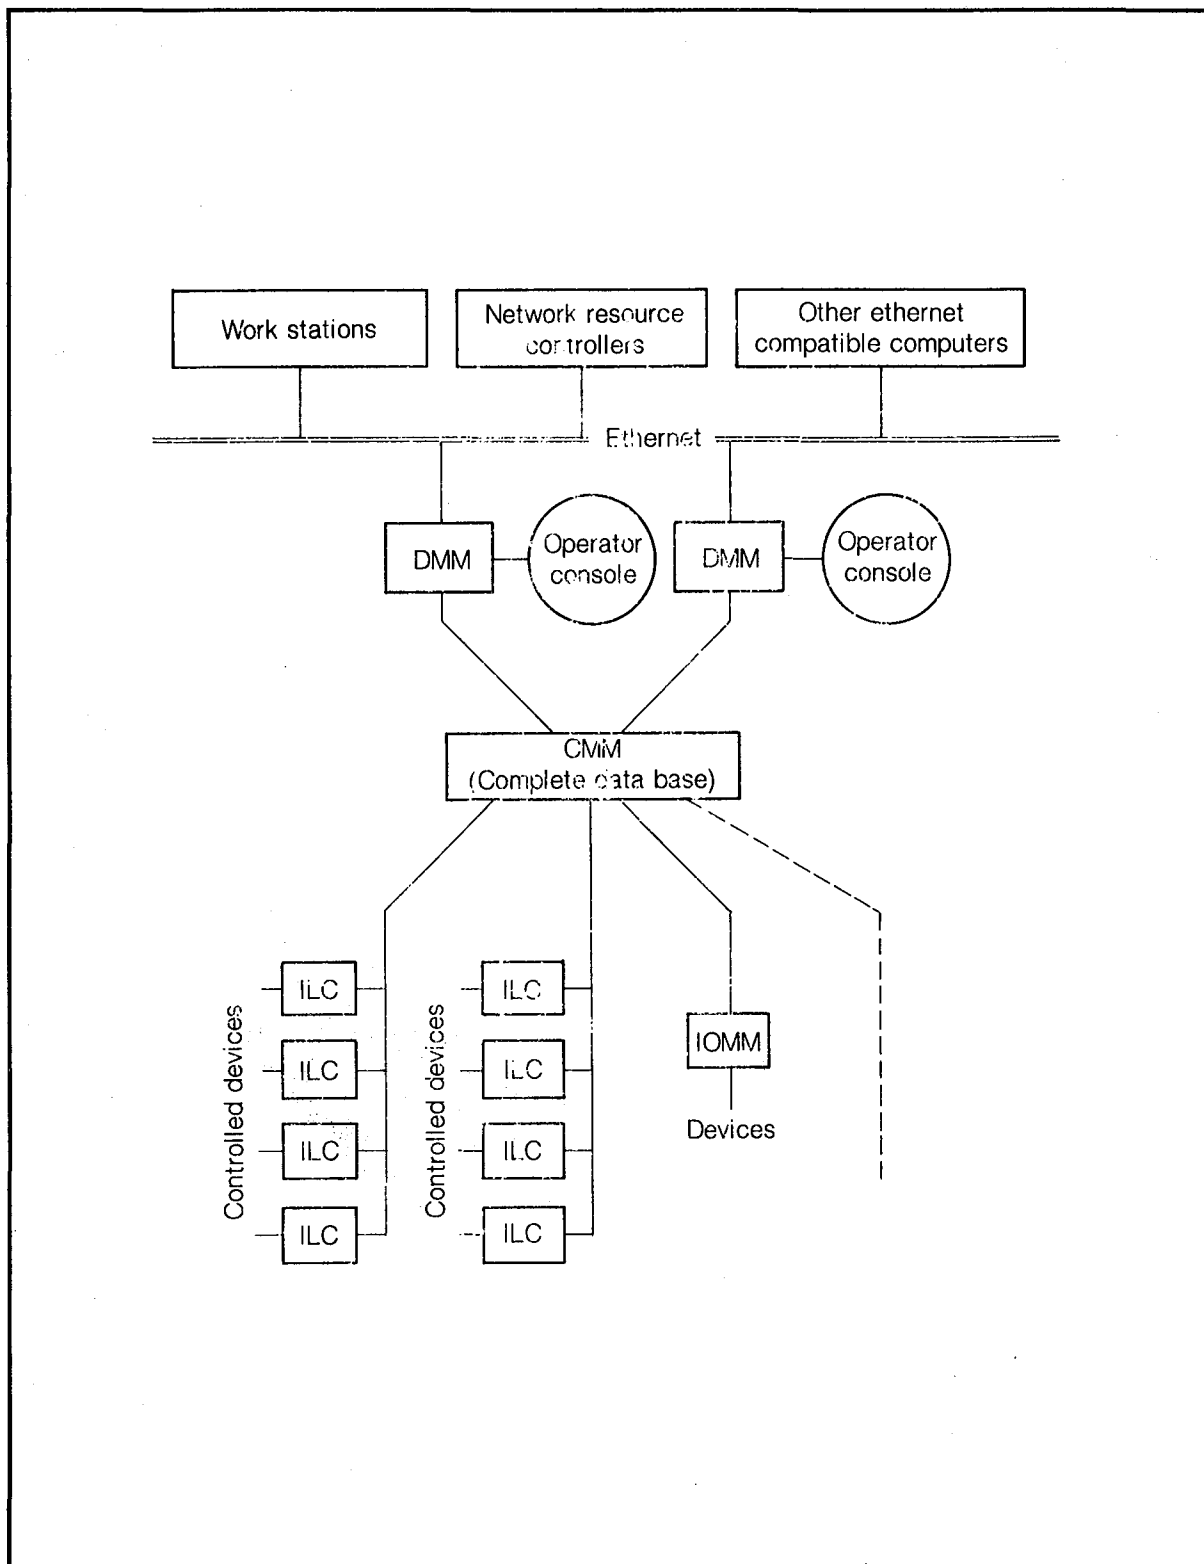 Work stations
Network resource
controllers
Other ethernet
compatible computers
Ethernet
DMM
Operator
console
DMM
Operator
console
CMM
(Complete data base)
Controlled devices
ILC
ILC
ILC
ILC
Controlled devices
ILC
ILC
ILC
ILC
IOMM
Devices